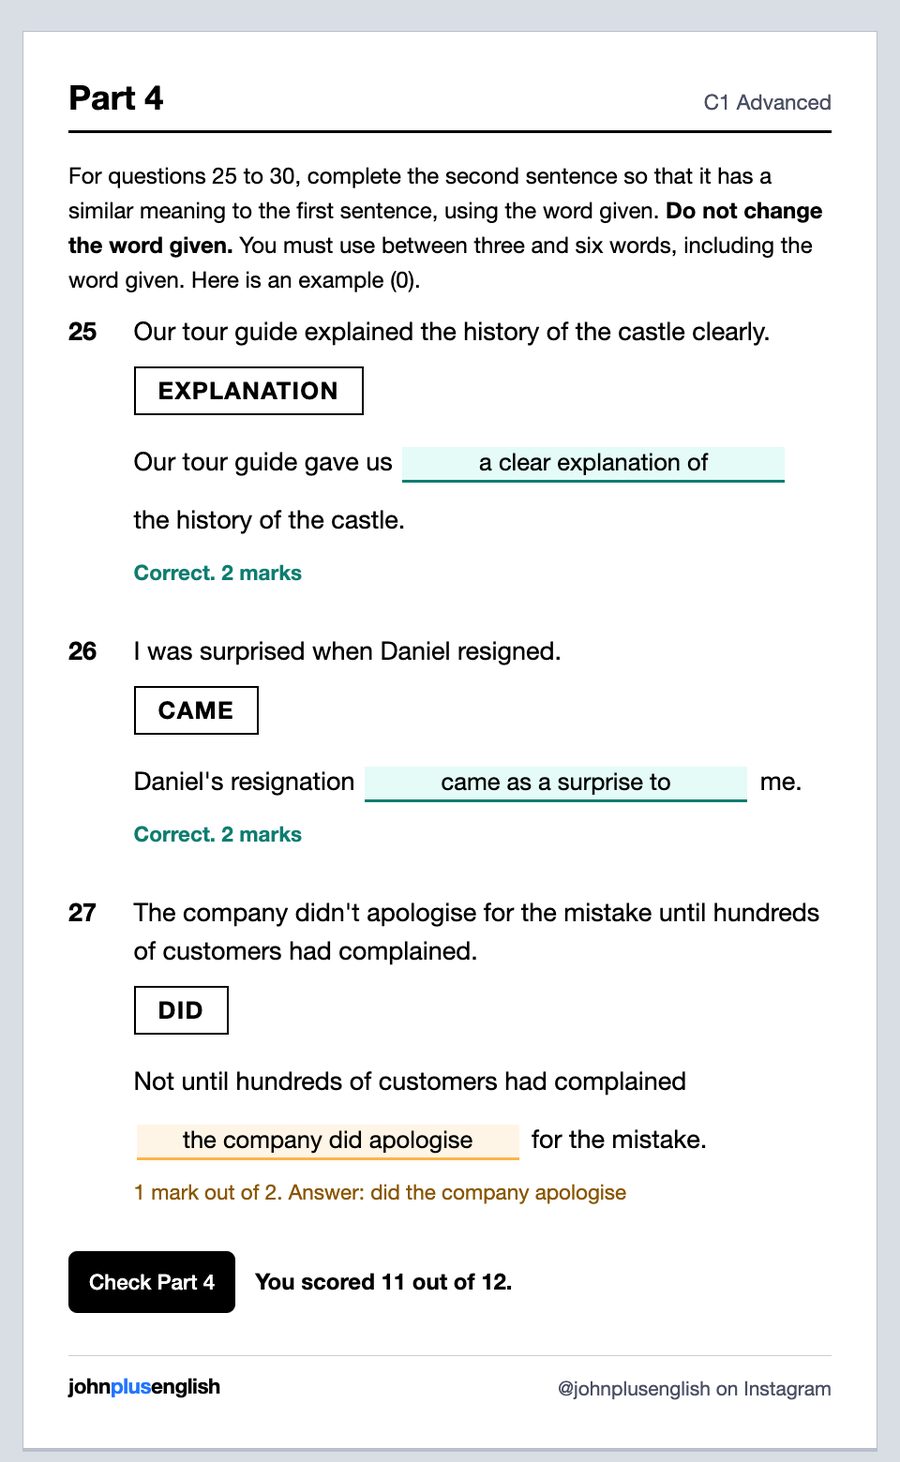 Part 4
C1 Advanced
For questions 25 to 30, complete the second sentence so that it has a
similar meaning to the first sentence, using the word given. Do not change
the word given. You must use between three and six words, including the
word given. Here is an example (0).
25 Our tour guide explained the history of the castle clearly.
EXPLANATION
Our tour guide gave us a clear explanation of
the history of the castle.
Correct. 2 marks
26 I was surprised when Daniel resigned.
CAME
Daniel's resignation came as a surprise to me.
Correct. 2 marks
27 The company didn't apologise for the mistake until hundreds
of customers had complained.
DID
Not until hundreds of customers had complained
the company did apologise for the mistake.
1 mark out of 2. Answer: did the company apologise
Check Part 4 You scored 11 out of 12.
johnplusenglish
@johnplusenglish on Instagram